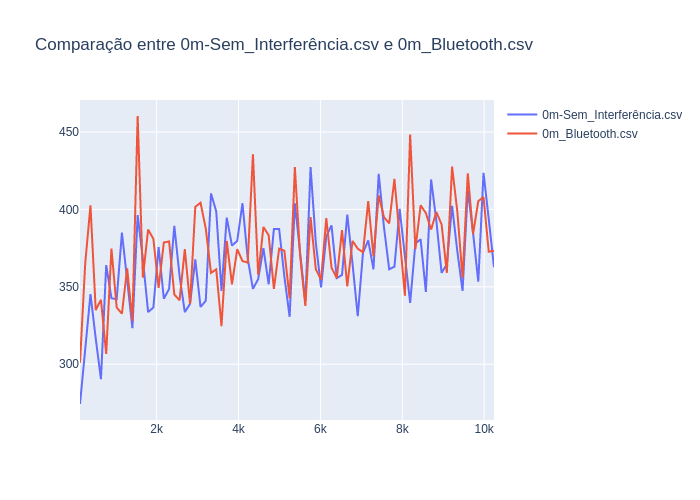 Comparação entre 0m-Sem_Interferência.csv e 0m_Bluetooth.csv
0m-Sem_Interferência.csv
0m_Bluetooth.csv
450
400
350
300
2k
4k
6k
8k
10k